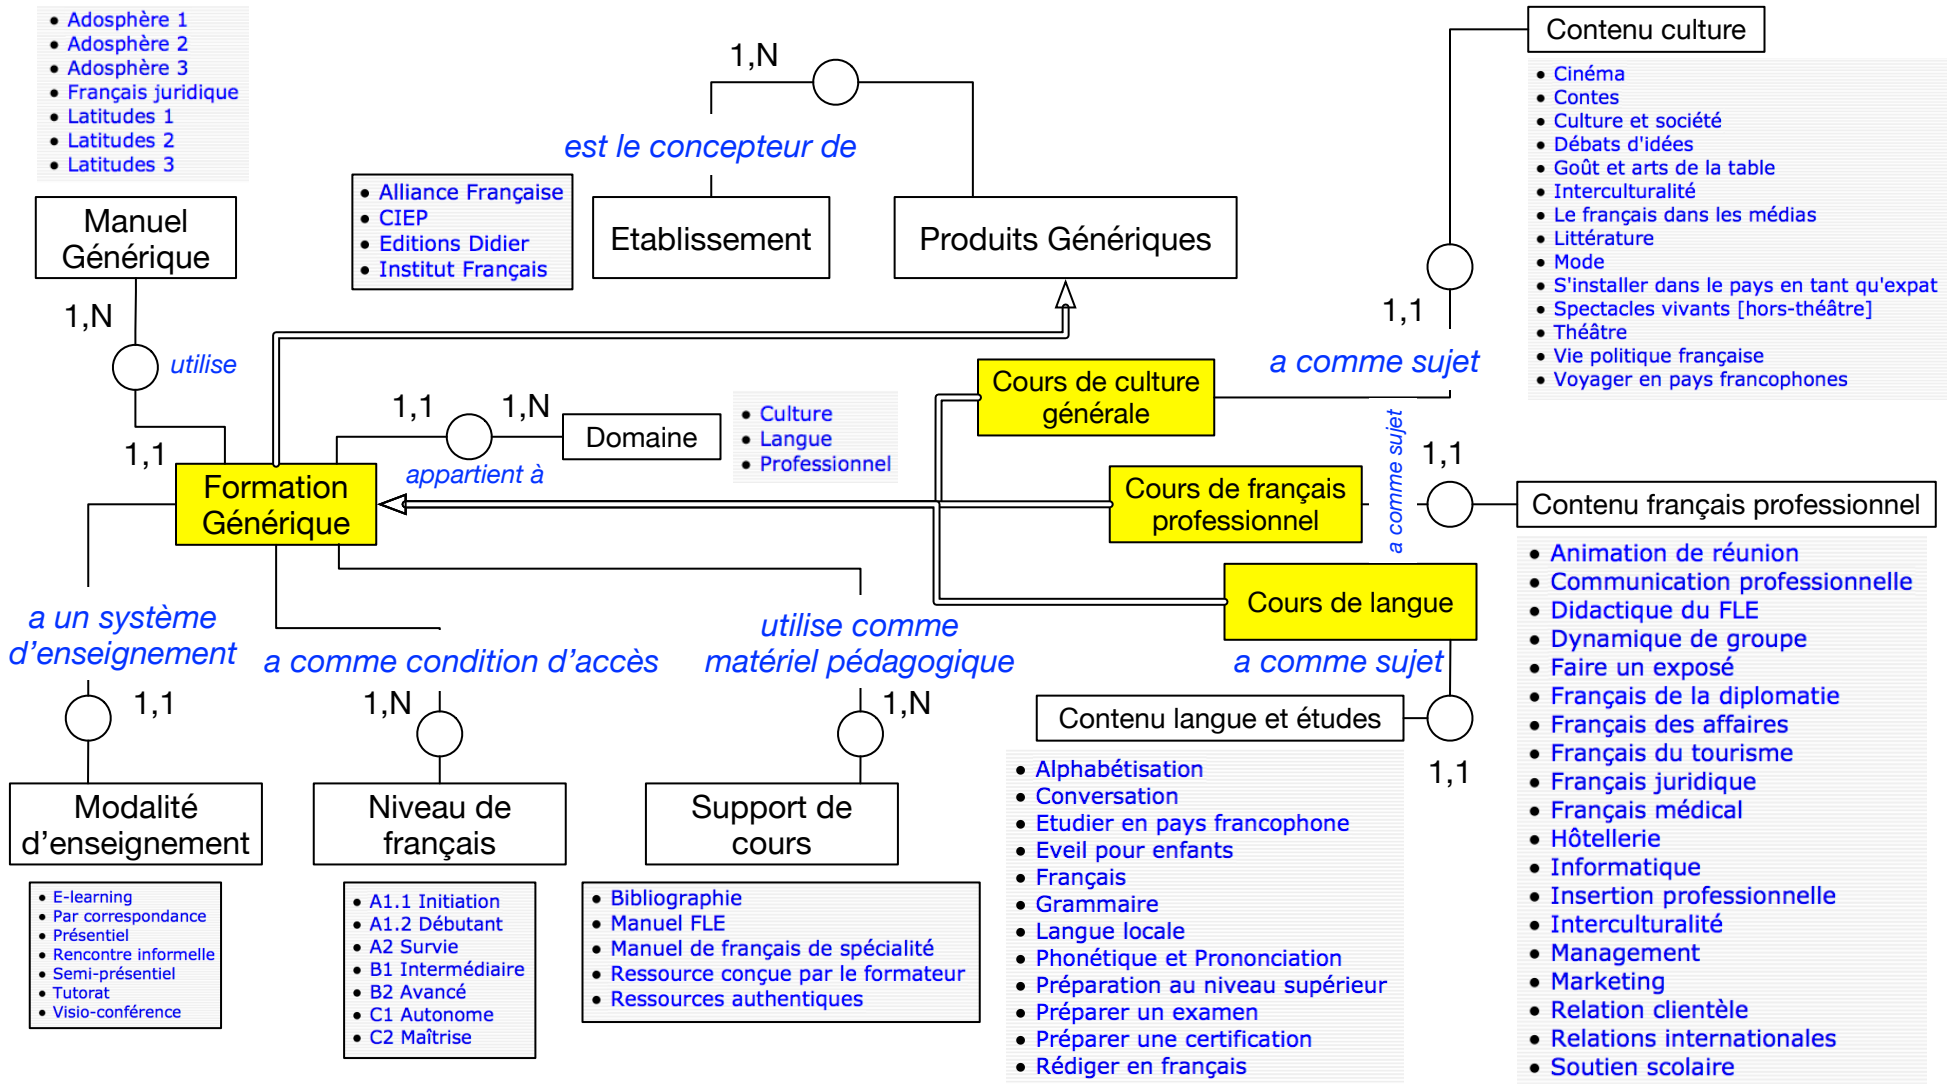 Adosphère 1
Adosphère 2
Adosphère 3
Français juridique
Latitudes 1
Latitudes 2
Latitudes 3
Manuel
Générique
1,N
utilise
1,1
1,N
est le concepteur de
Alliance Française
CIEP
Editions Didier
Institut Français
Etablissement
Produits Génériques
Contenu culture
Cinéma
Contes
Culture et société
Débats d'idées
Goût et arts de la table
Interculturalité
Le français dans les médias
Littérature
Mode
S'installer dans le pays en tant qu'expat
Spectacles vivants [hors-théâtre]
Théâtre
Vie politique française
Voyager en pays francophones
1,1
a comme sujet
Cours de culture
générale
1,1
1,N
appartient à
Domaine
Culture
Langue
Professionnel
Formation
Générique
Cours de français
professionnel
a comme sujet
1,1
Contenu français professionnel
Animation de réunion
Communication professionnelle
Didactique du FLE
Dynamique de groupe
Faire un exposé
Français de la diplomatie
Français des affaires
Français du tourisme
Français juridique
Français médical
Hôtellerie
Informatique
Insertion professionnelle
Interculturalité
Management
Marketing
Relation clientèle
Relations internationales
Soutien scolaire
Cours de langue
a comme sujet
Contenu langue et études
1,1
Alphabétisation
Conversation
Etudier en pays francophone
Eveil pour enfants
Français
Grammaire
Langue locale
Phonétique et Prononciation
Préparation au niveau supérieur
Préparer un examen
Préparer une certification
Rédiger en français
a un système
d'enseignement
1,1
Modalité
d'enseignement
E-learning
Par correspondance
Présentiel
Rencontre informelle
Semi-présentiel
Tutorat
Visio-conférence
a comme condition d'accès
1,N
Niveau de
français
A1.1 Initiation
A1.2 Débutant
A2 Survie
B1 Intermédiaire
B2 Avancé
C1 Autonome
C2 Maîtrise
utilise comme
matériel pédagogique
1,N
Support de
cours
Bibliographie
Manuel FLE
Manuel de français de spécialité
Ressource conçue par le formateur
Ressources authentiques